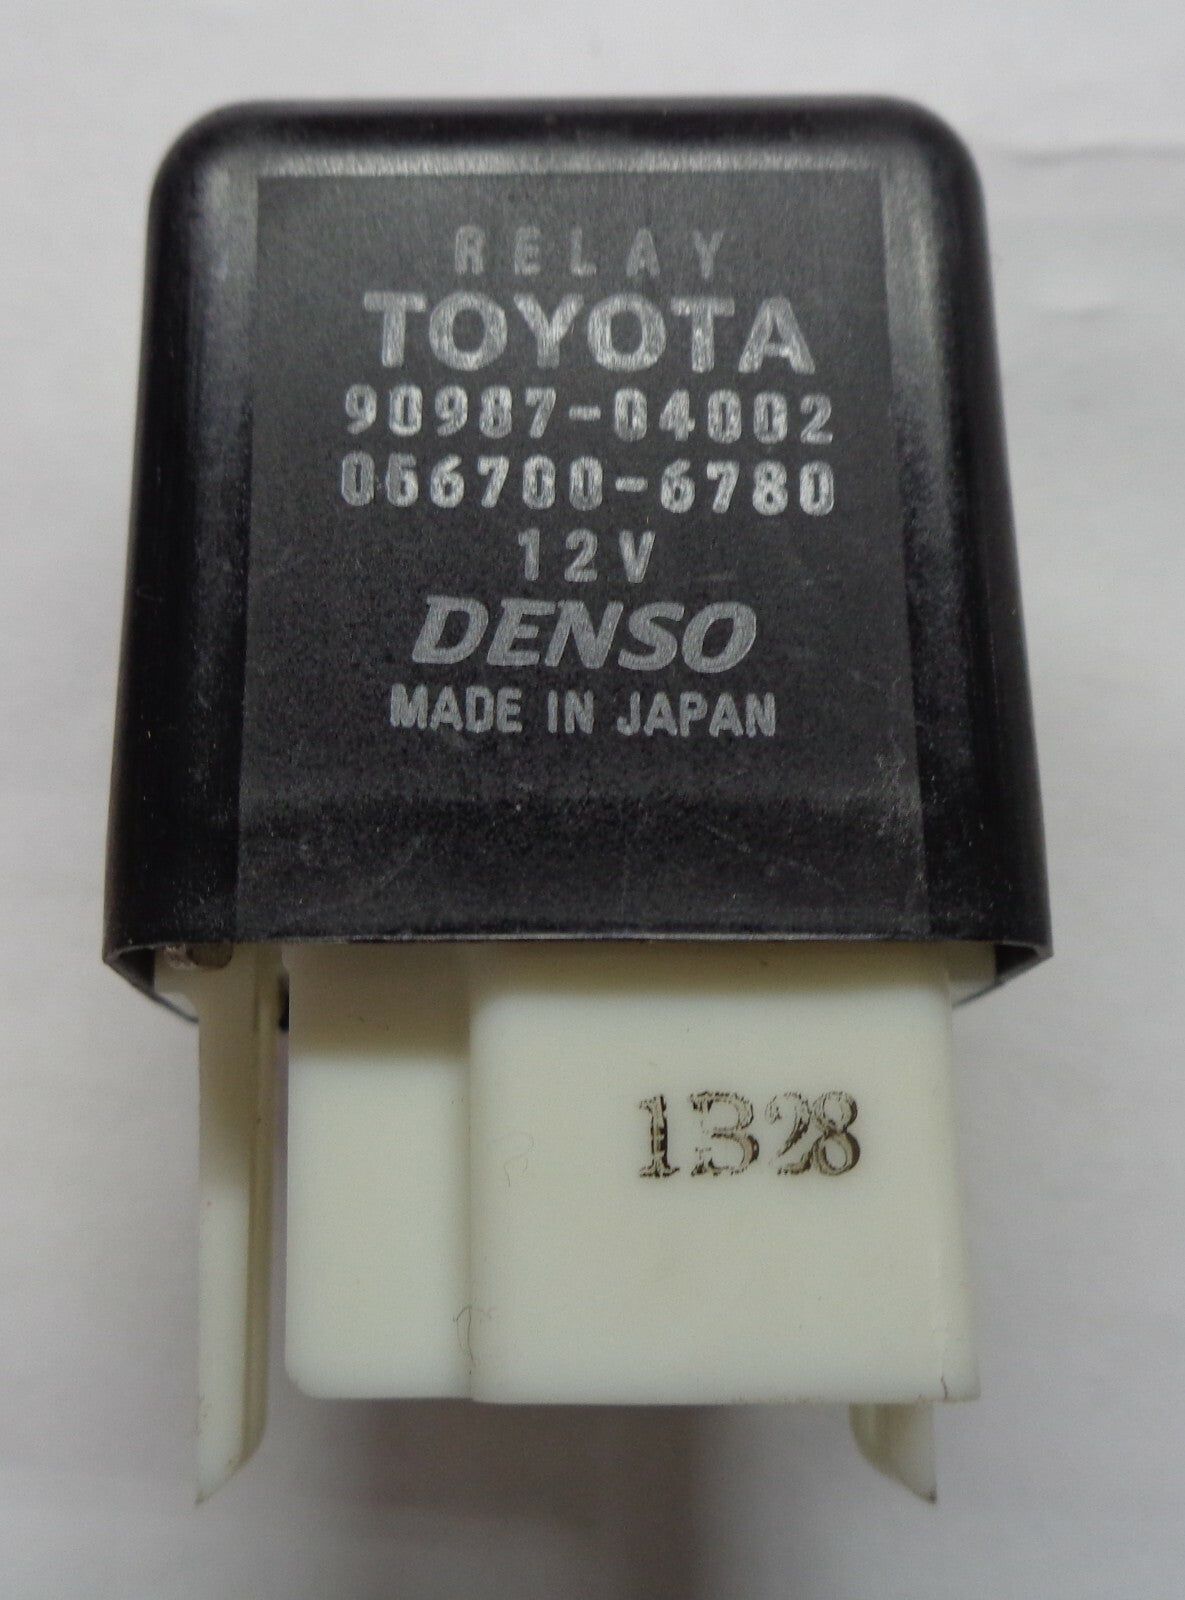 RELAY
TOYOTA
90987-04002
056700-6780
12V
DENSO
MADE IN JAPAN
1328